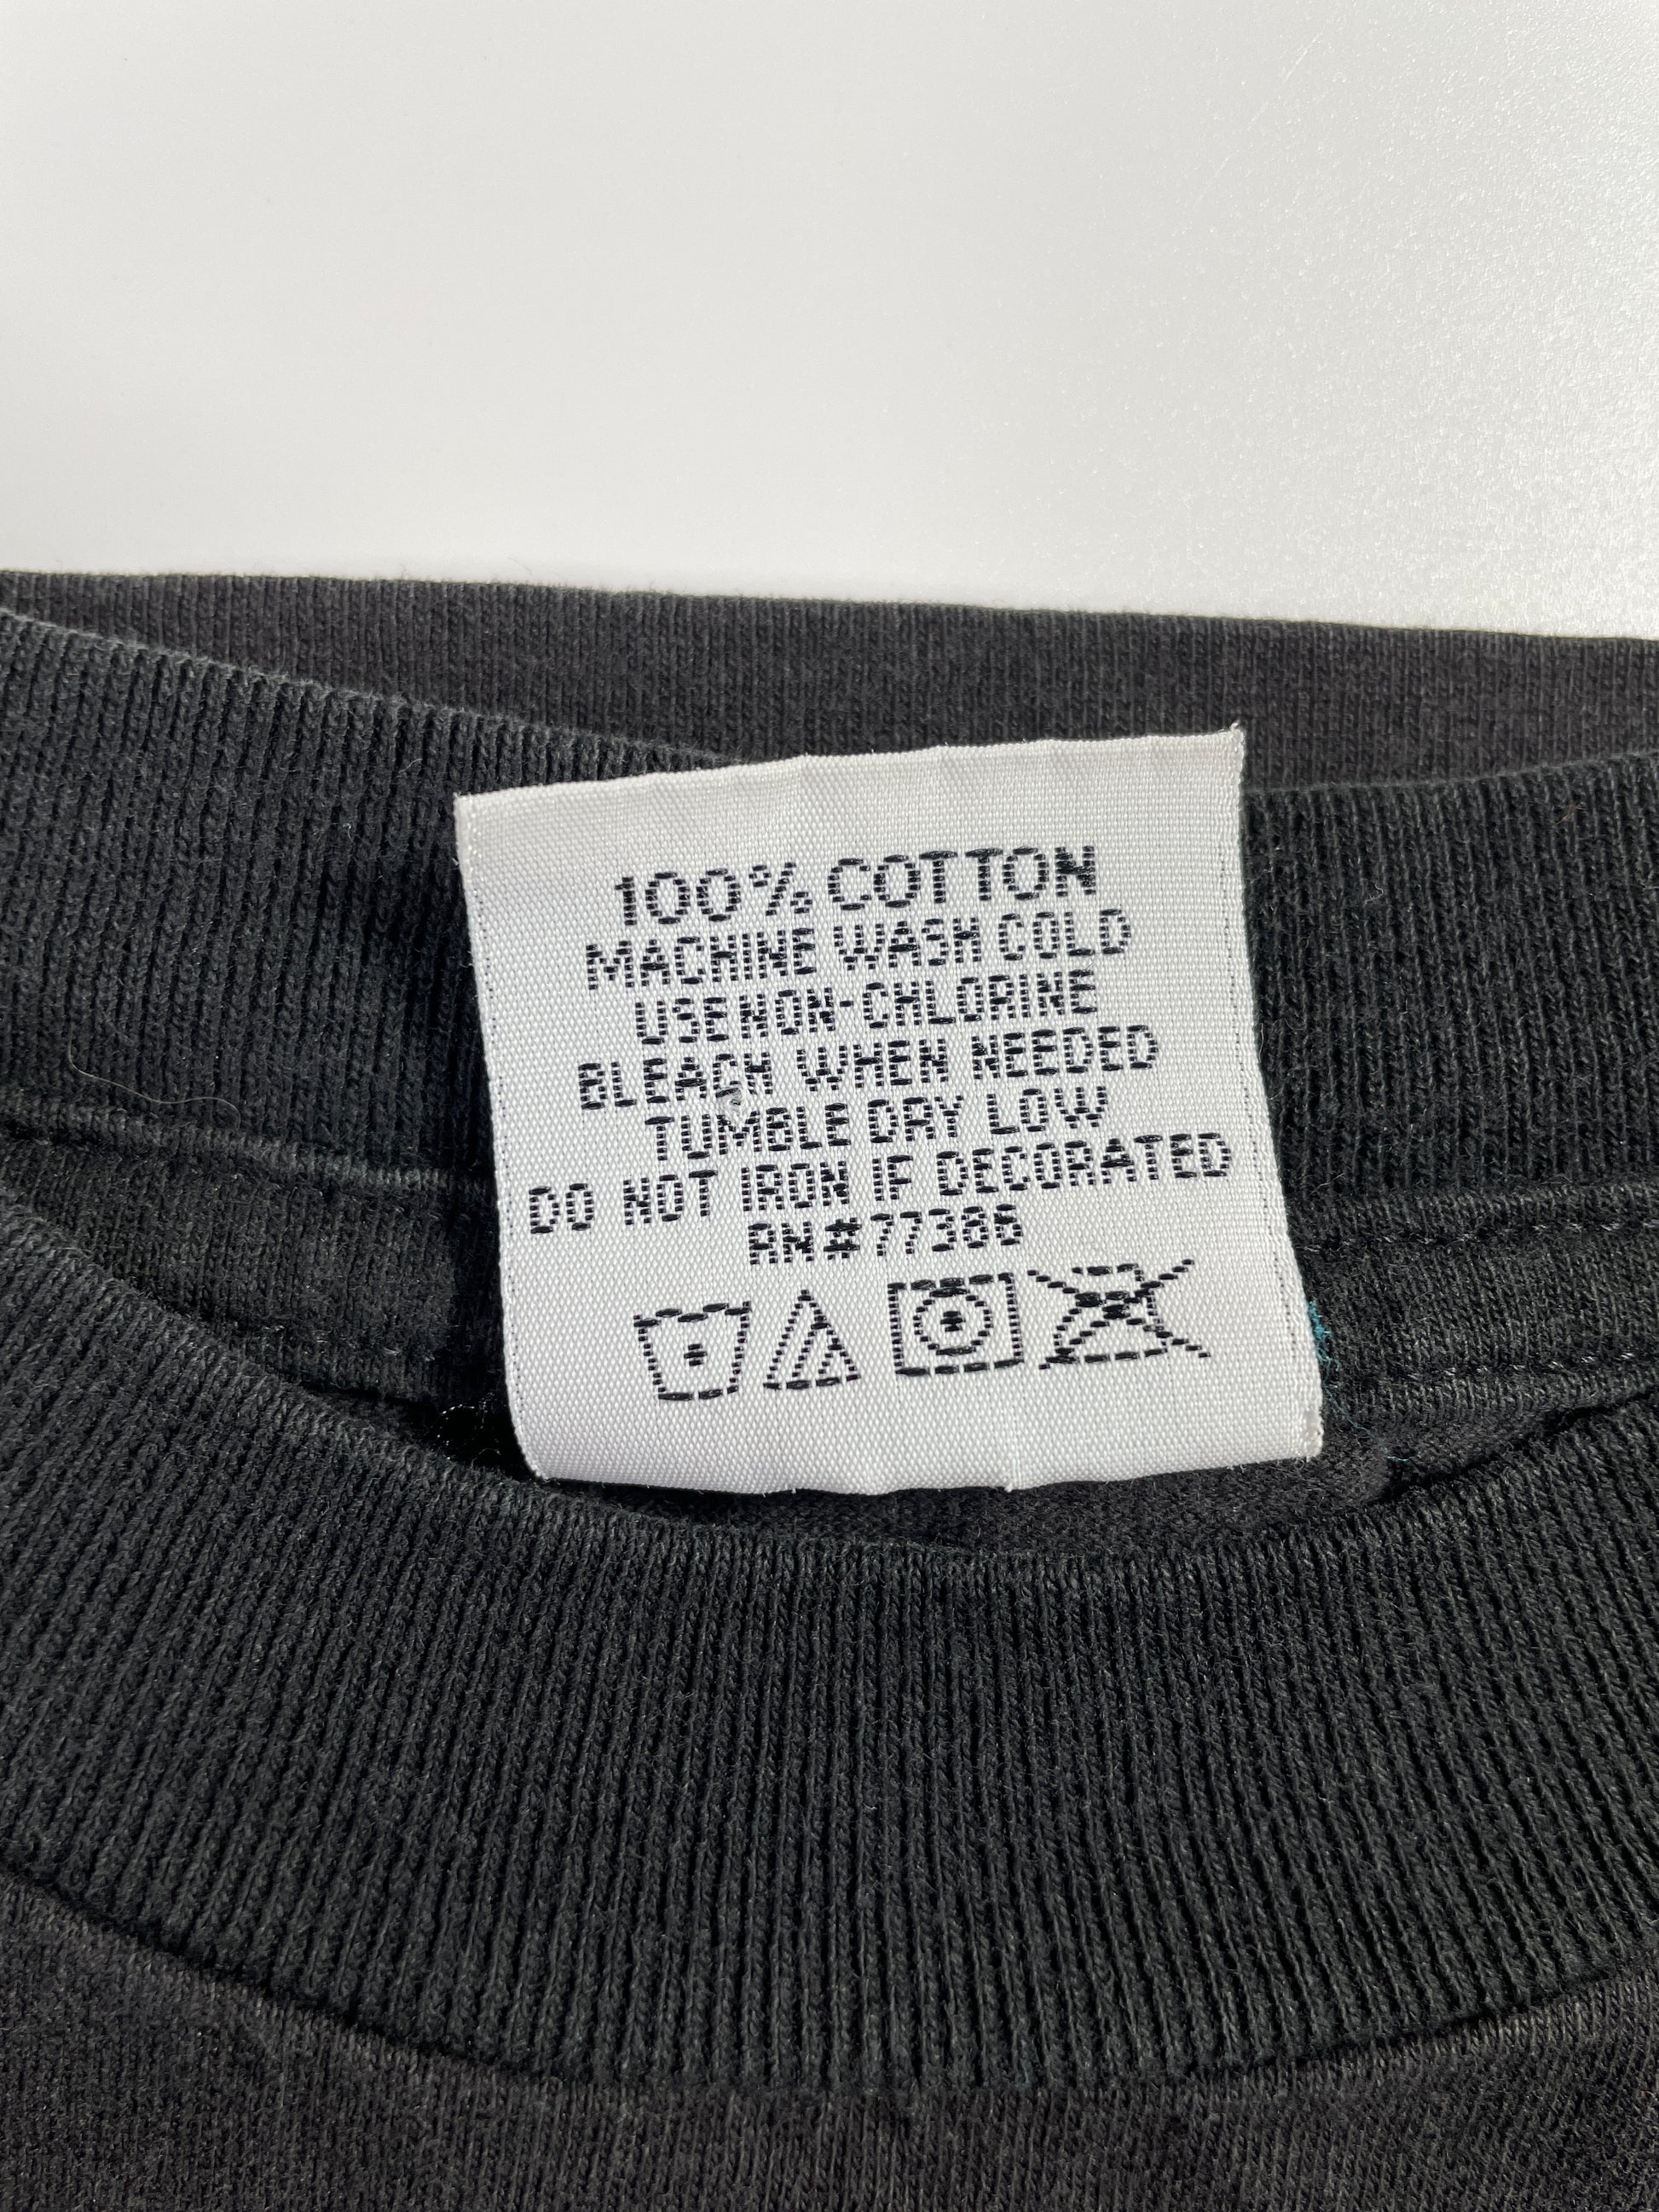 100% COTTON
MACHINE WASH COLD
USE NON-CHLORINE
BLEACH WHEN NEEDED
TUMBLE DRY LOW
DO NOT IRON IF DECORATED
RN#77386